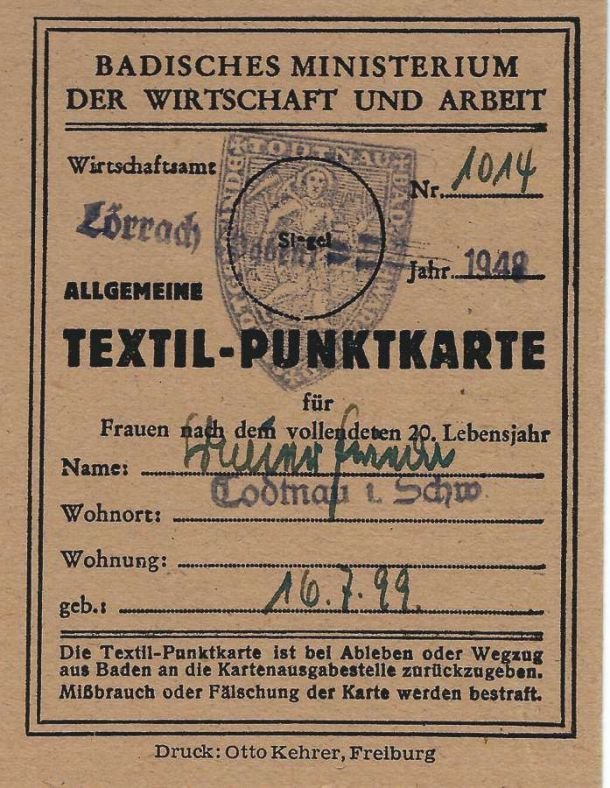 BADISCHES MINISTERIUM
DER WIRTSCHAFT UND ARBEIT
Wirtschaftsamt
Lörrach
TODTNAU
Siegel
Nr. 1014
Jahr 1948
ALLGEMEINE
TEXTIL-PUNKTKARTE
für
Frauen nach dem vollendeten 20. Lebensjahr
Name:
Todtnau i. Schw.
Wohnort:
Wohnung:
geb.: 16.7.99.
Die Textil-Punktkarte ist bei Ableben oder Wegzug
aus Baden an die Kartenausgabestelle zurückzugeben.
Mißbrauch oder Fälschung der Karte werden bestraft.
Druck: Otto Kehrer, Freiburg